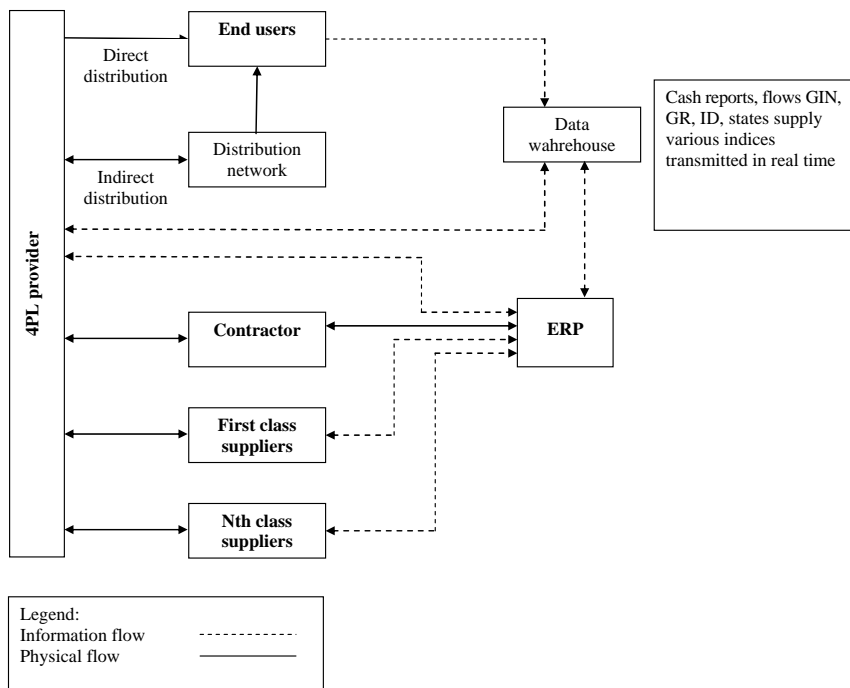 End users
Direct
distribution
Cash reports, flows GIN,
GR, ID, states supply
various indices
transmitted in real time
Data
wahrehouse
Distribution
network
Indirect
distribution
4PL provider
Contractor
ERP
First class
suppliers
Nth class
suppliers
Legend:
Information flow
Physical flow